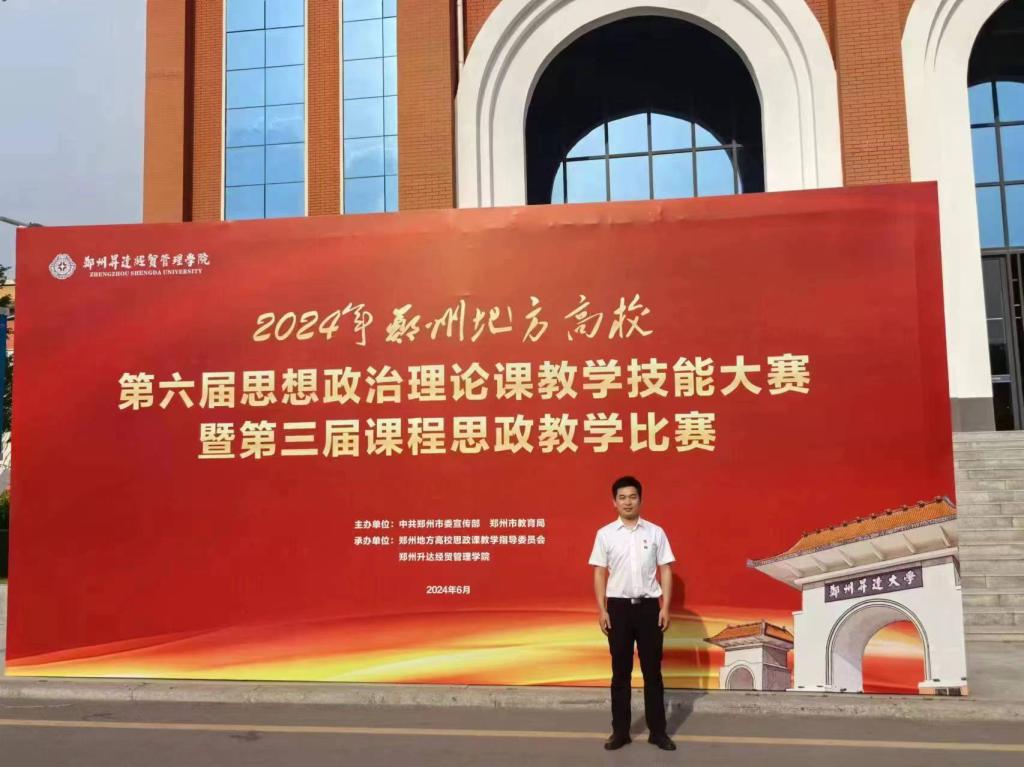 郑州昇达经贸管理学院
ZHENGZHOU SHENGDA UNIVERSITY
2024年郑州地方高校
第六届思想政治理论课教学技能大赛
暨第三届课程思政教学比赛
主办单位：中共郑州市委宣传部 郑州市教育局
承办单位：郑州地方高校思政课教学指导委员会
郑州升达经贸管理学院
2024年6月
郑州昇达大学